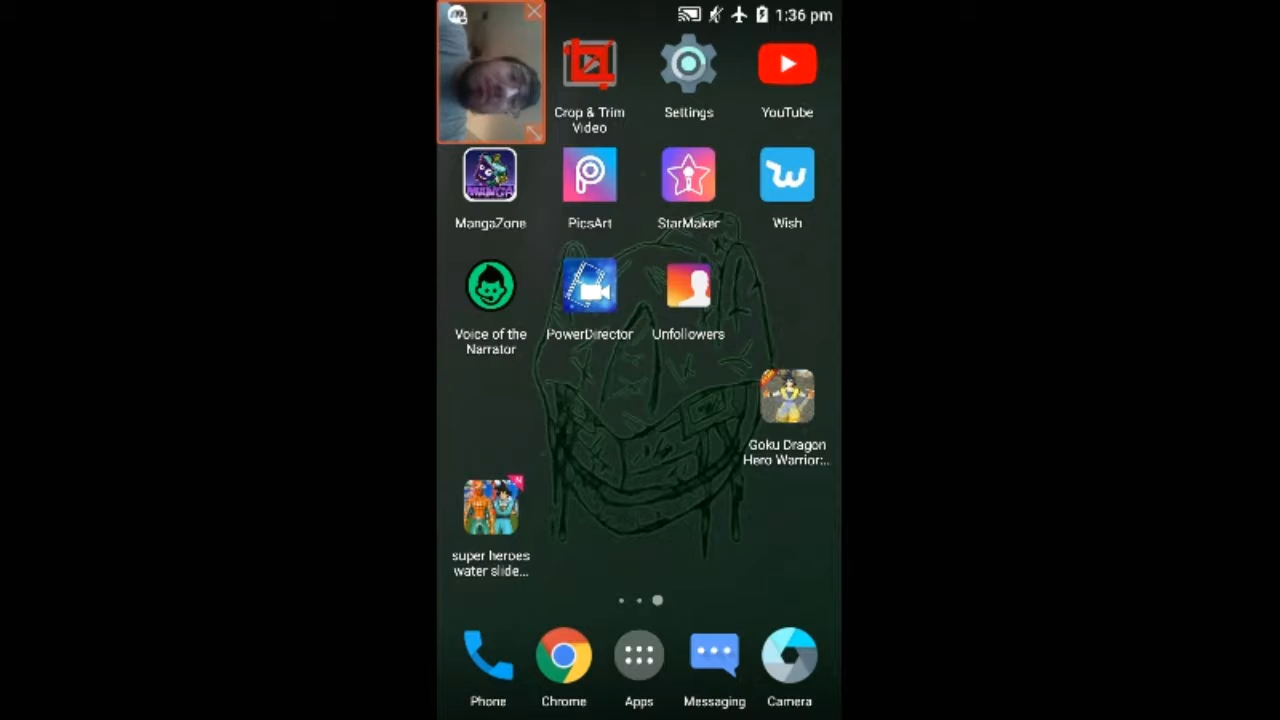 1:36 pm
Crop & Trim
Video
Settings
YouTube
MANGA
MangaZone
PicsArt
StarMaker
Wish
Voice of the
Narrator
PowerDirector
Unfollowers
Goku Dragon
Hero Warrior:..
N
super heroes
water slide...
Phone
Chrome
Apps
Messaging
Camera